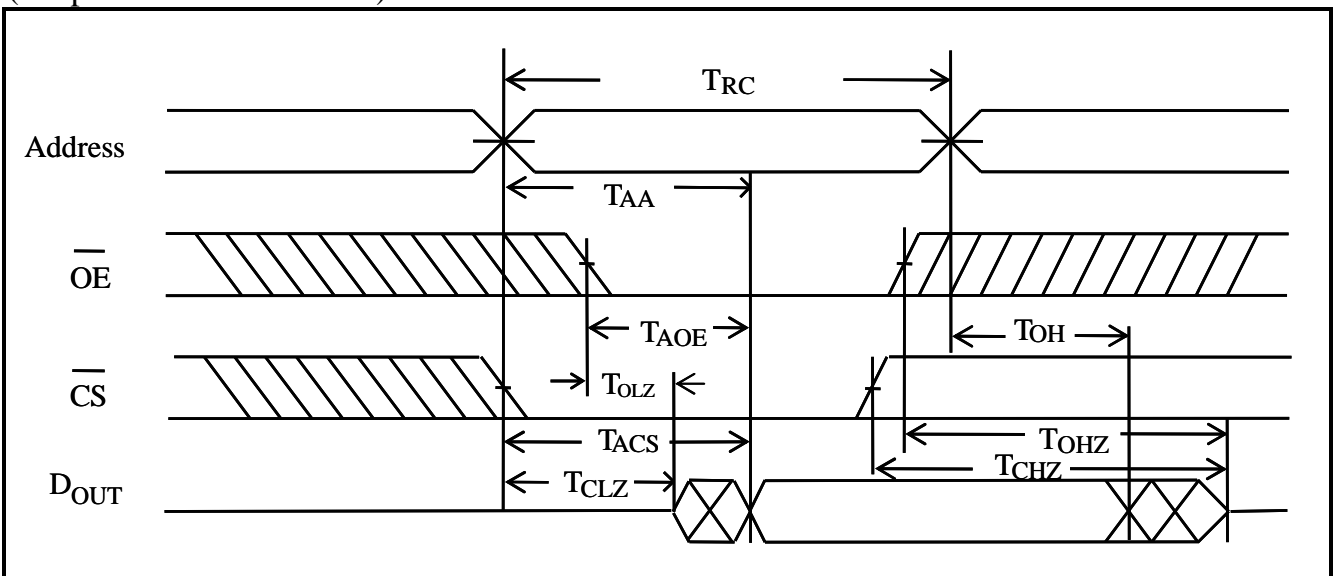 TRC
Address
TAA
OE
TAOE
TOH
CS
TOLZ
TACS
TOHZ
TCHZ
TCLZ
DOUT